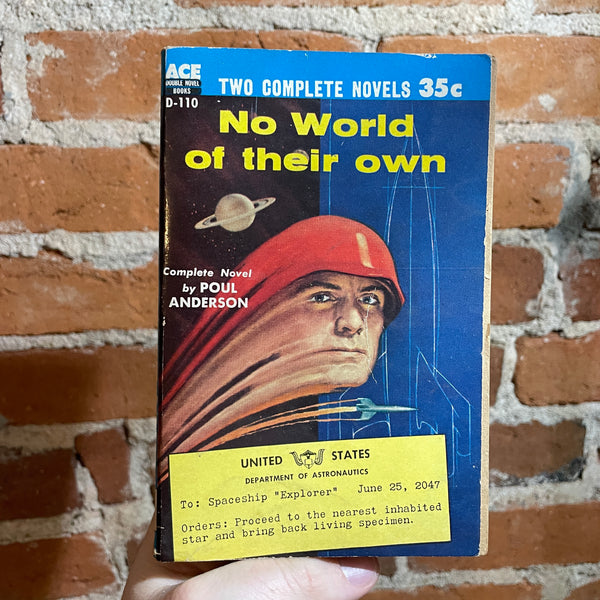 ACE
DOUBLE NOVEL
BOOKS
D-110
TWO COMPLETE NOVELS 35c
No World
of their own
Complete Novel
by POUL
ANDERSON
UNITED STATES
DEPARTMENT OF ASTRONAUTICS
To: Spaceship "Explorer" June 25, 2047
Orders: Proceed to the nearest inhabited
star and bring back living specimen.